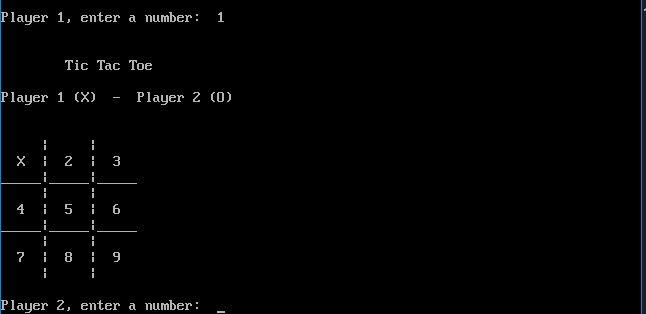 Player 1, enter a number:  1
Tic Tac Toe
Player 1 (X)  -  Player 2 (O)
X ¦ 2 ¦ 3
4 ¦ 5 ¦ 6
7 ¦ 8 ¦ 9
Player 2, enter a number:  _